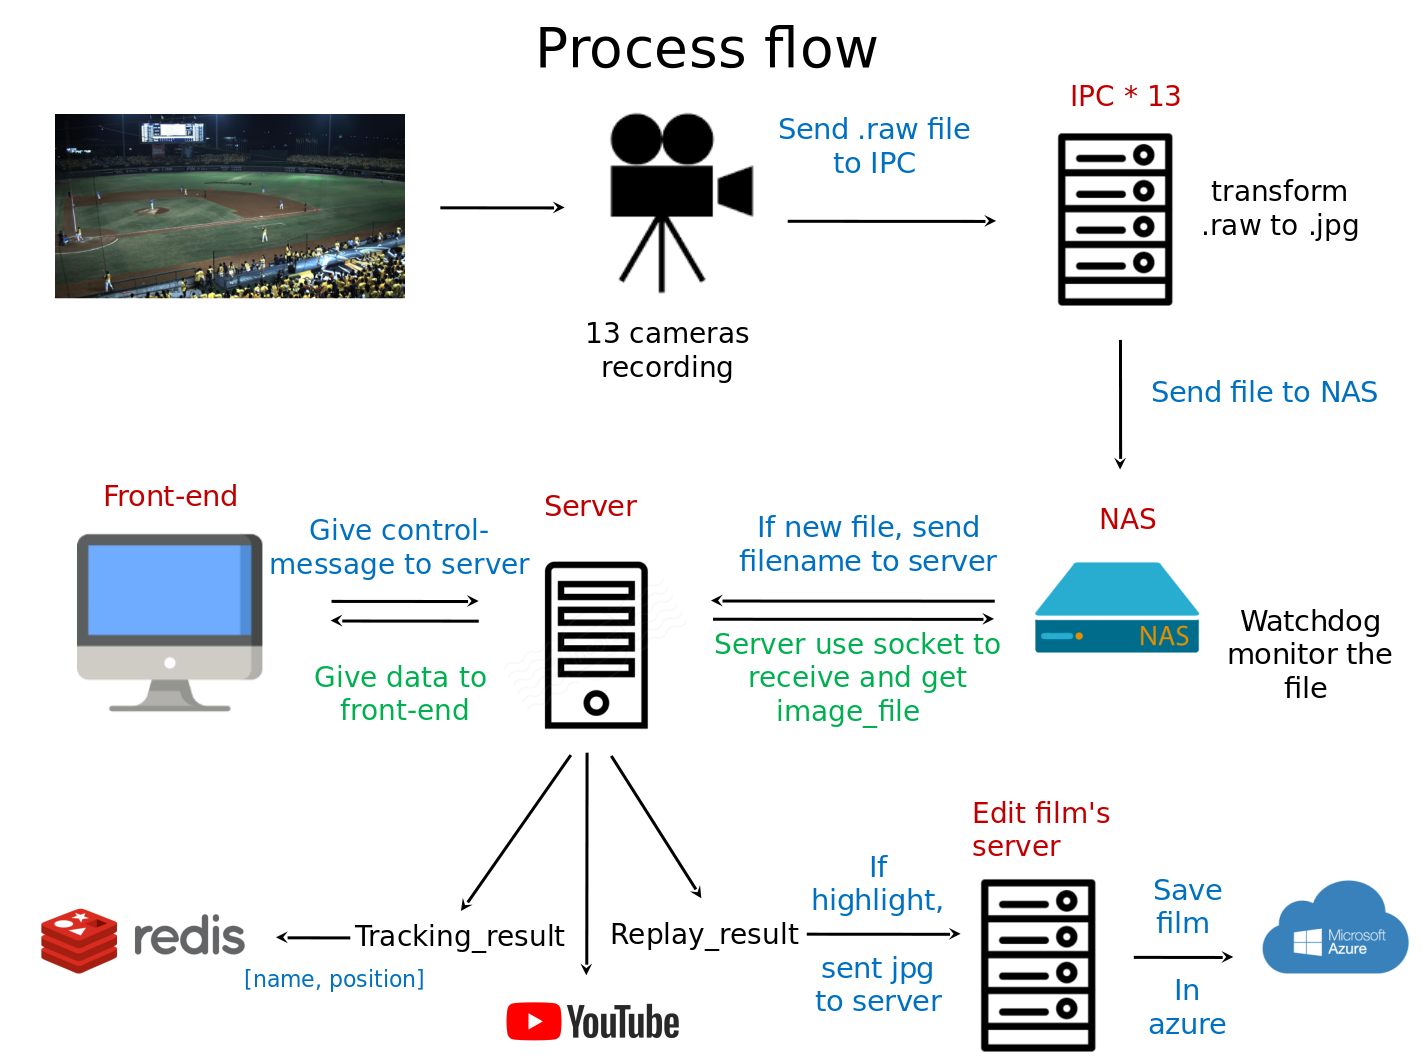 Process flow
IPC * 13
Send .raw file
to IPC
transform
.raw to .jpg
13 cameras
recording
Send file to NAS
Front-end
Server
NAS
Give control-
message to server
If new file, send
filename to server
NAS
Watchdog
monitor the
file
Give data to
front-end
Server use socket to
receive and get
image_file
Edit film's
server
If
highlight,
Save
film
redis
Tracking_result
Replay_result
Microsoft
Azure
[name, position]
sent jpg
to server
In
azure
YouTube